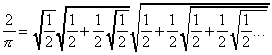 2/π = √(1/2) √(1/2 + 1/2 √(1/2)) √(1/2 + 1/2 √(1/2 + 1/2 √(1/2...)))